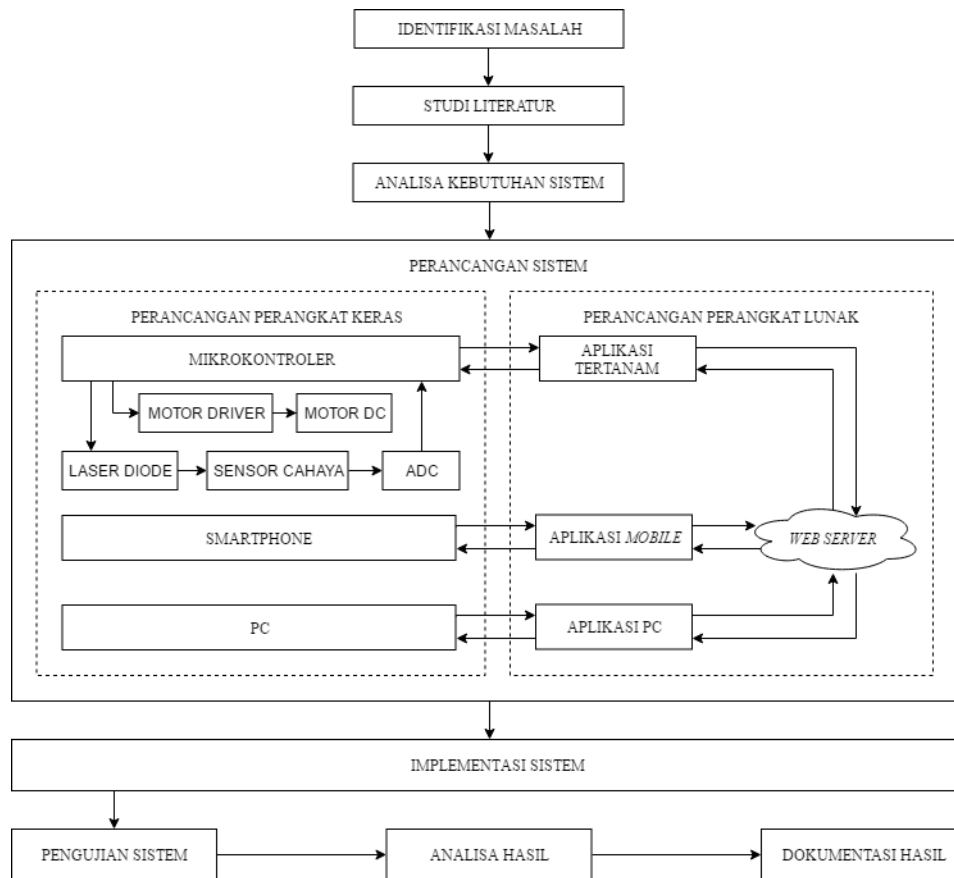 IDENTIFIKASI MASALAH
STUDI LITERATUR
ANALISA KEBUTUHAN SISTEM
PERANCANGAN SISTEM
PERANCANGAN PERANGKAT KERAS
MIKROKONTROLER
MOTOR DRIVER
MOTOR DC
LASER DIODE
SENSOR CAHAYA
ADC
SMARTPHONE
PC
PERANCANGAN PERANGKAT LUNAK
APLIKASI
TERTANAM
APLIKASI MOBILE
WEB SERVER
APLIKASI PC
IMPLEMENTASI SISTEM
PENGUJIAN SISTEM
ANALISA HASIL
DOKUMENTASI HASIL